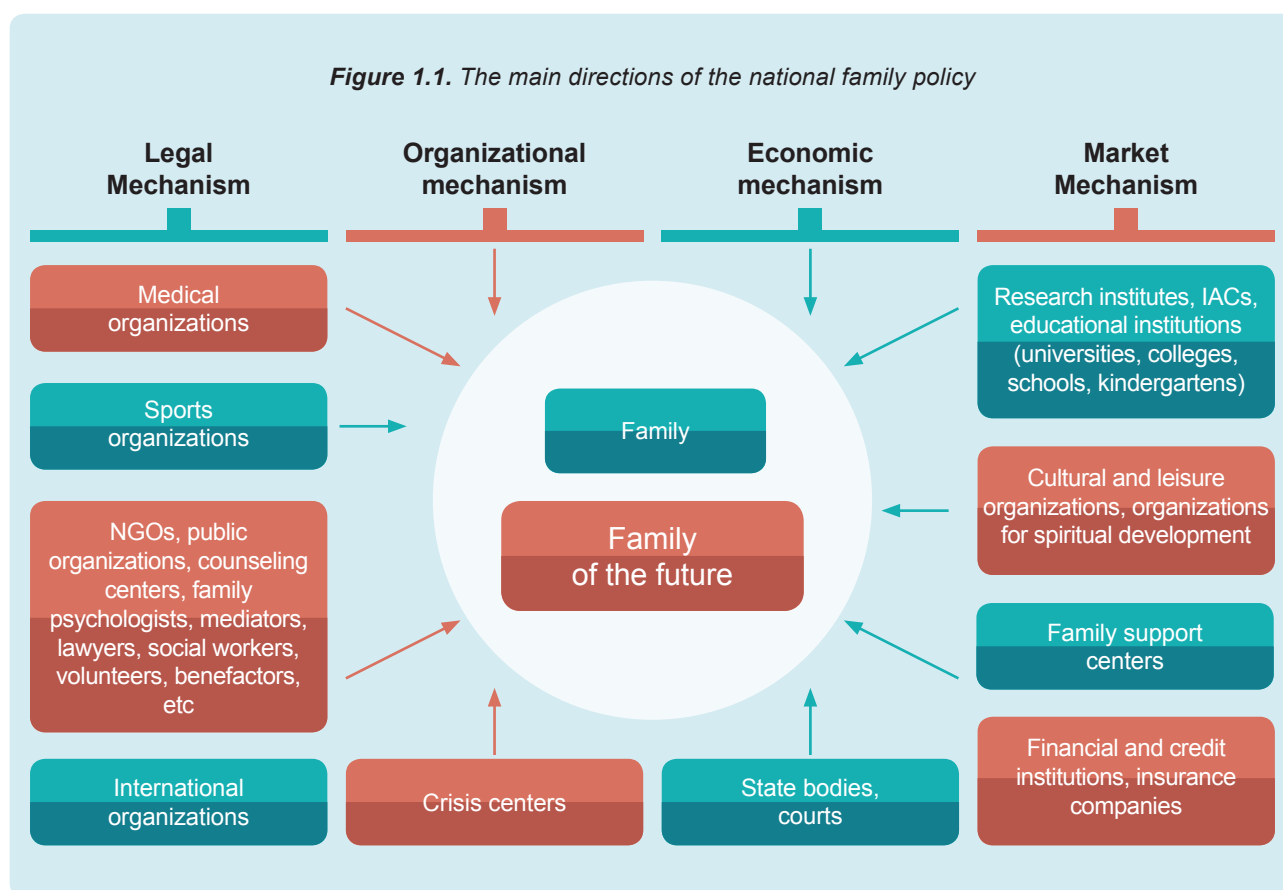 Figure 1.1. The main directions of the national family policy
Legal
Mechanism
Organizational
mechanism
Economic
mechanism
Market
Mechanism
Medical
organizations
Sports
organizations
NGOs, public
organizations, counseling
centers, family
psychologists, mediators,
lawyers, social workers,
volunteers, benefactors,
etc
International
organizations
Family
Family
of the future
Crisis centers
State bodies,
courts
Research institutes, IACs,
educational institutions
(universities, colleges,
schools, kindergartens)
Cultural and leisure
organizations, organizations
for spiritual development
Family support
centers
Financial and credit
institutions, insurance
companies